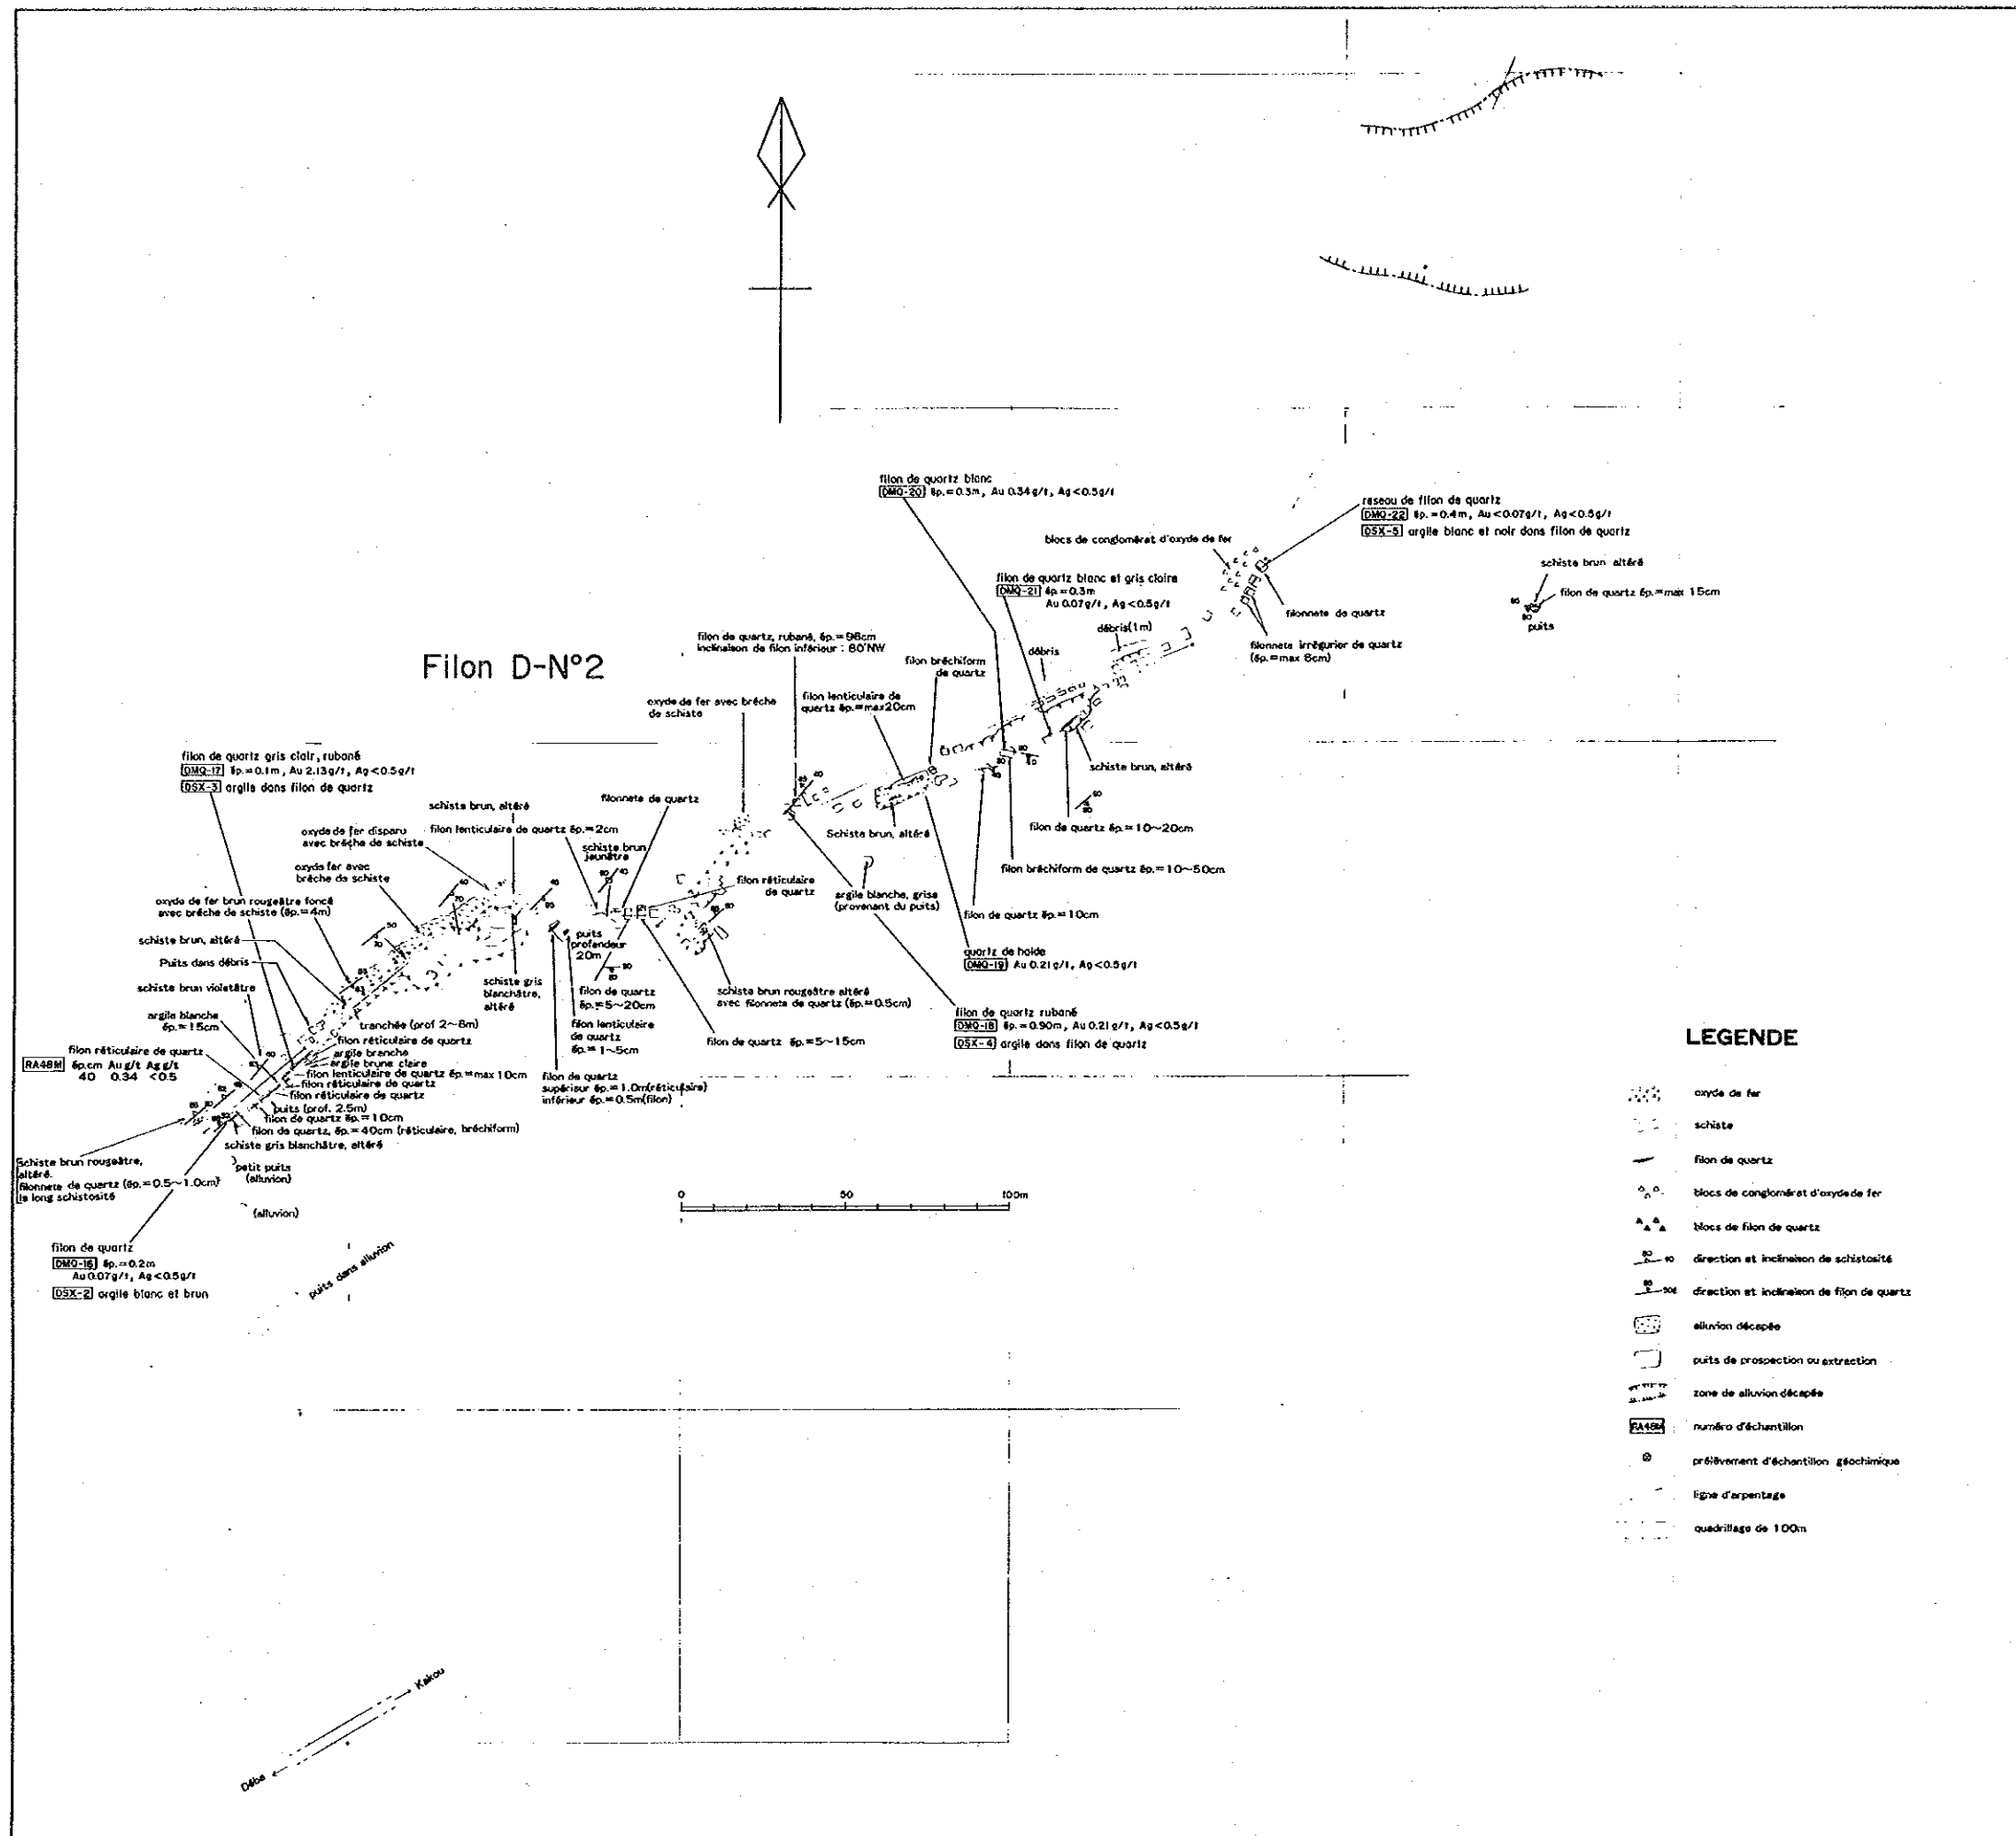 filon de quartz blanc
DMQ-20 ép.=0.3m, Au 0.34g/t, Ag<0.5g/t
reseau de filon de quartz
DMQ-22 ép.=0.4m, Au<0.07g/t, Ag<0.5g/t
DSX-5 argile blanc et noir dans filon de quartz
blocs de conglomérat d'oxyde de fer
schiste brun altéré
filon de quartz ép.=max 15cm
80
puits
filon de quartz blanc et gris claire
DMQ-21 ép.=0.3m
Au 0.07g/t, Ag<0.5g/t
filonnete de quartz
débris(1m)
filonnete irrégurier de quartz
(ép.=max 8cm)
filon de quartz, rubané, ép.=96cm
inclinaison de filon inférieur : 80°NW
débris
filon bréchiform
de quartz
Filon D-N°2
filon lenticulaire de
quartz ép.=max20cm
oxyde de fer avec bréche
de schiste
filon de quartz gris clair, rubané
DMQ-17 ép.=0.1m, Au 2.13g/t, Ag<0.5g/t
DSX-3 argile dans filon de quartz
schiste brun, altéré
schiste brun, altéré
filonnete de quartz
filon lenticulaire de quartz ép.=2cm
oxyde de fer disparu
avec bréche de schiste
schiste brun
jaunâtre
Schiste brun, altéré
filon de quartz ép.=10~20cm
oxyde fer avec
bréche de schiste
filon bréchiform de quartz ép.=10~50cm
filon réticulaire
de quartz
argile blanche, grise
(provenant du puits)
oxyde de fer brun rougeâtre foncé
avec bréche de schiste (ép.=4m)
filon de quartz ép.=10cm
schiste brun, altéré
puits
profandeur
20m
Puits dans débris
quartz de halde
DMQ-19 Au 0.21g/t, Ag<0.5g/t
schiste brun violetâtre
schiste gris
blanchâtre,
altéré
filon de quartz
ép.=5~20cm
schiste brun rougeâtre altéré
avec filonnete de quartz (ép.=0.5cm)
argile blanche
ép.=15cm
tranchée (prof 2~8m)
filon lenticulaire
de quartz
ép.=1~5cm
filon de quartz ép.=5~15cm
filon de quartz rubané
DMQ-18 ép.=0.90m, Au 0.21g/t, Ag<0.5g/t
DSX-4 argile dans filon de quartz
filon réticulaire de quartz
argile branche
argile brune claire
filon lenticulaire de quartz ép.=max 10cm
filon réticulaire de quartz
filon réticulaire de quartz
filon réticulaire de quartz
RA48M ép.cm Au g/t Ag g/t
40 0.34 <0.5
puits (prof. 2.5m)
filon de quartz ép.=10cm
filon de quartz, ép.=40cm (réticulaire, bréchiform)
schiste gris blanchâtre, altéré
filon de quartz
supérieur ép.=1.0m(réticulaire)
inférieur ép.=0.5m(filon)
Schiste brun rougeâtre,
altéré.
filonnete de quartz (ép.=0.5~1.0cm)
le long schistosité
petit puits
(alluvion)
(alluvion)
0 50 100m
filon de quartz
DMQ-16 ép.=0.2m
Au 0.07g/t, Ag<0.5g/t
DSX-2 argile blanc et brun
puits dans alluvion
Kakou
Déba
LEGENDE
oxyde de fer
schiste
filon de quartz
blocs de conglomérat d'oxyde de fer
blocs de filon de quartz
direction et inclinaison de schistosité
direction et inclinaison de filon de quartz
alluvion décapée
puits de prospection ou extraction
zone de alluvion décapée
RA48M numéro d'échantillon
prélèvement d'échantillon géochimique
ligne d'arpentage
quadrillage de 100m